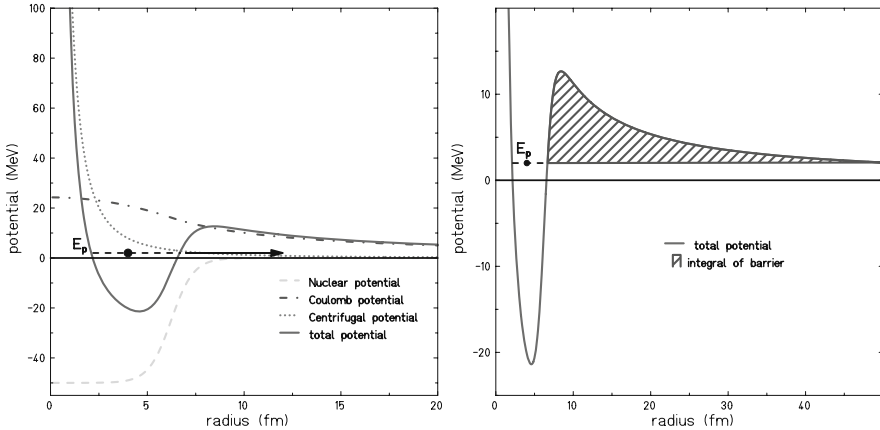 100
80
60
40
20
0
-20
-40
potential (MeV)
E_p
Nuclear potential
Coulomb potential
Centrifugal potential
total potential
0
5
10
15
20
radius (fm)
10
0
-10
-20
potential (MeV)
E_p
total potential
integral of barrier
0
10
20
30
40
radius (fm)